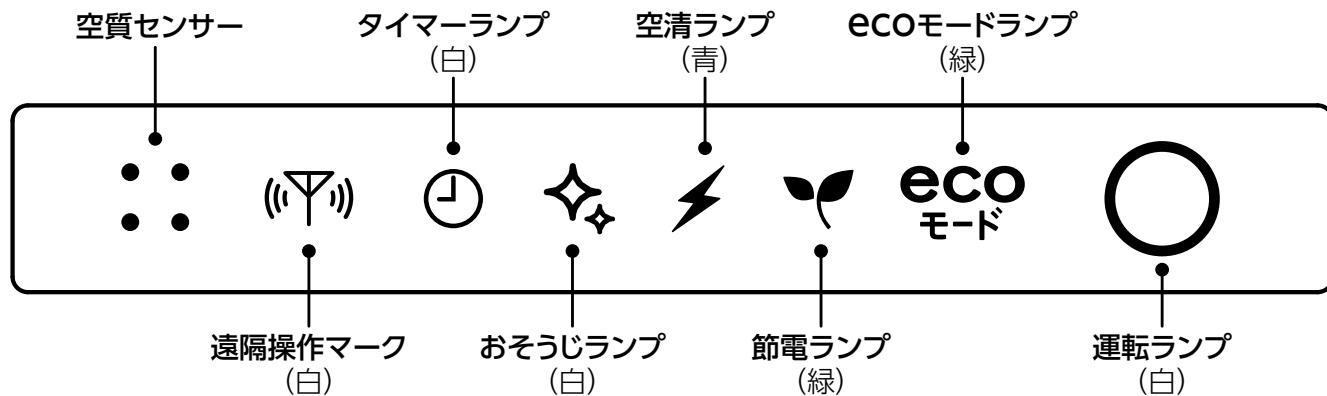 空質センサー
タイマーランプ
(白)
空清ランプ
(青)
ecoモードランプ
(緑)
eco
モード
遠隔操作マーク
(白)
おそうじランプ
(白)
節電ランプ
(緑)
運転ランプ
(白)